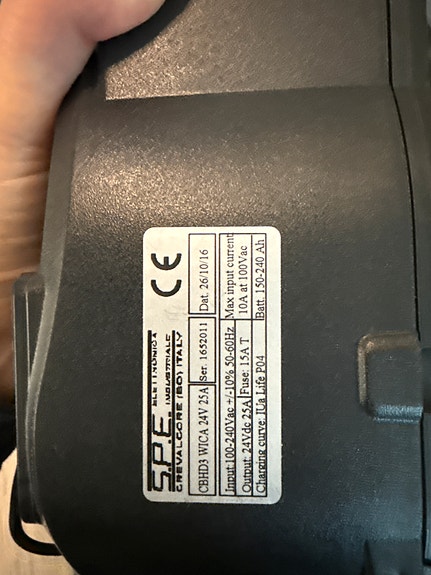 S.P.E.
ELETTRONICA
INDUSTRIALE
CREVALCORE (BO) ITALY
CE
CBHD3 WICA 24V 25A Ser. 1652011 Dat. 26/10/16
Input:100-240Vac +/-10% 50-60Hz Max input current
Output: 24Vdc 25A Fuse: 15A T 10A at 100Vac
Charging curve: IUa Life P04 Batt. 150-240 Ah